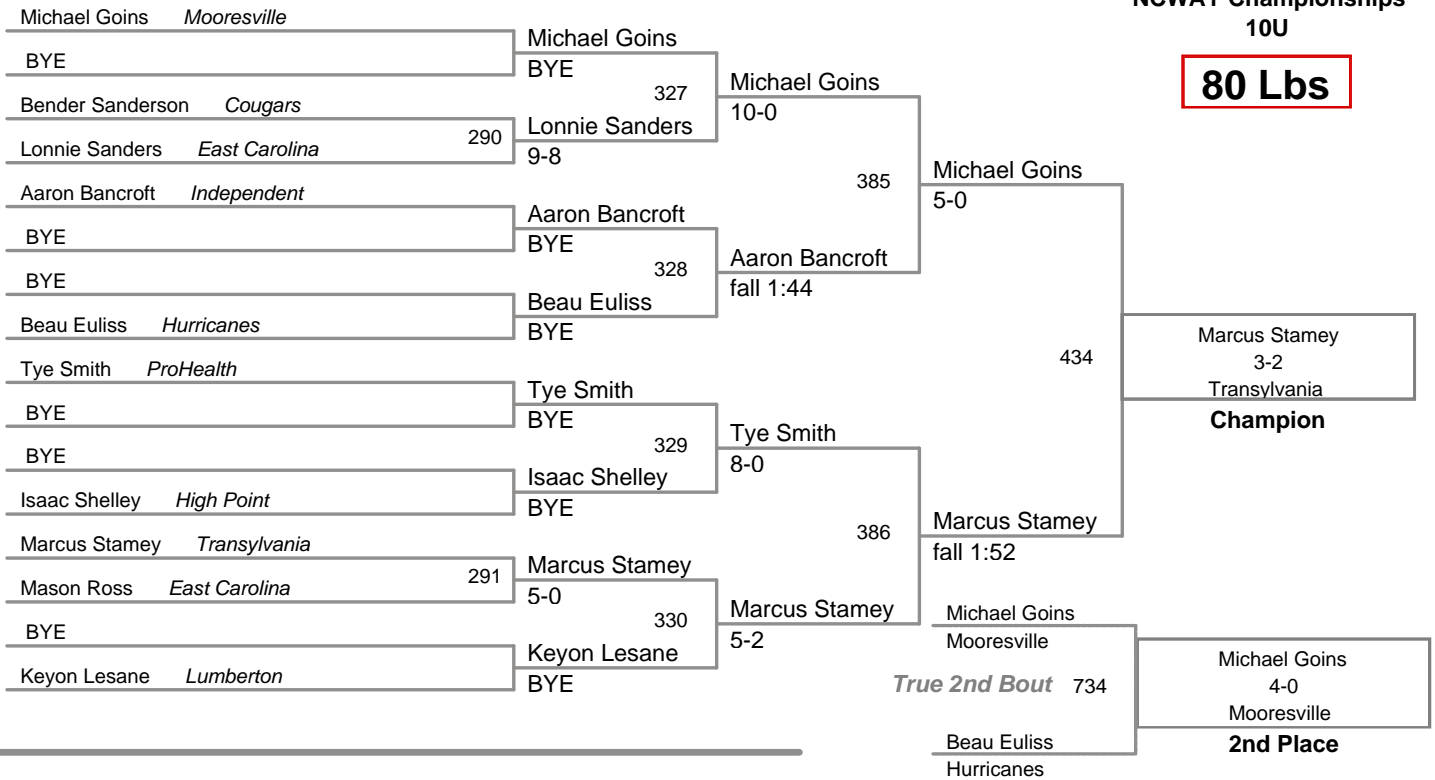 NCWAY Championships
10U
80 Lbs
Michael Goins Mooresville
BYE
Bender Sanderson Cougars
290
Lonnie Sanders East Carolina
Aaron Bancroft Independent
BYE
BYE
Beau Euliss Hurricanes
Tye Smith ProHealth
BYE
BYE
Isaac Shelley High Point
Marcus Stamey Transylvania
291
Mason Ross East Carolina
BYE
Keyon Lesane Lumberton
Michael Goins
BYE
327
Lonnie Sanders
9-8
Aaron Bancroft
BYE
328
Beau Euliss
BYE
Tye Smith
BYE
329
Isaac Shelley
BYE
Marcus Stamey
5-0
330
Keyon Lesane
BYE
Michael Goins
10-0
385
Aaron Bancroft
fall 1:44
Tye Smith
8-0
386
Marcus Stamey
5-2
Michael Goins
5-0
434
Marcus Stamey
fall 1:52
Marcus Stamey
3-2
Transylvania
Champion
Michael Goins
Mooresville
True 2nd Bout 734
Beau Euliss
Hurricanes
Michael Goins
4-0
Mooresville
2nd Place